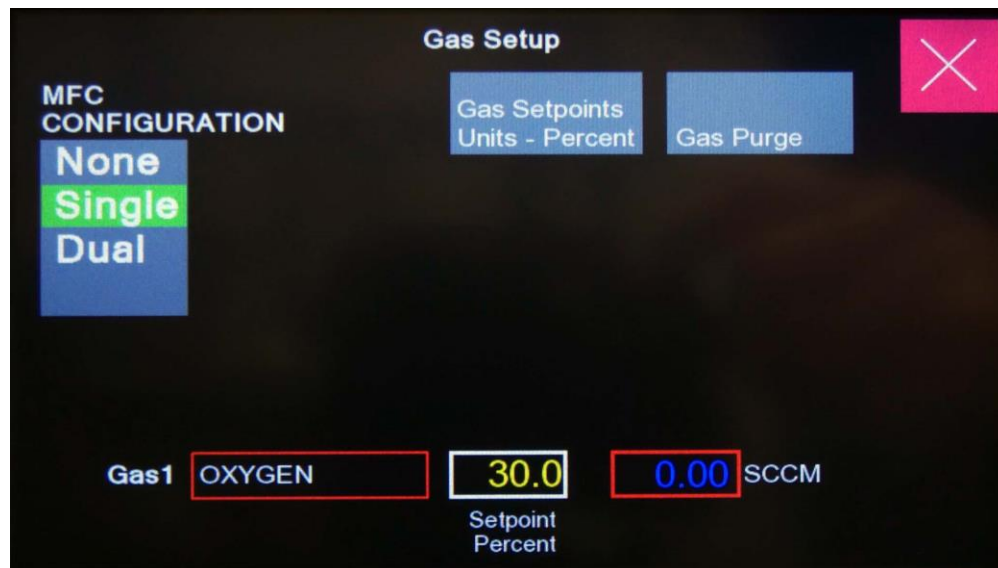 Gas Setup
MFC
CONFIGURATION
None
Single
Dual
Gas Setpoints
Units - Percent
Gas Purge
Gas1 OXYGEN 30.0 0.00 SCCM
Setpoint
Percent